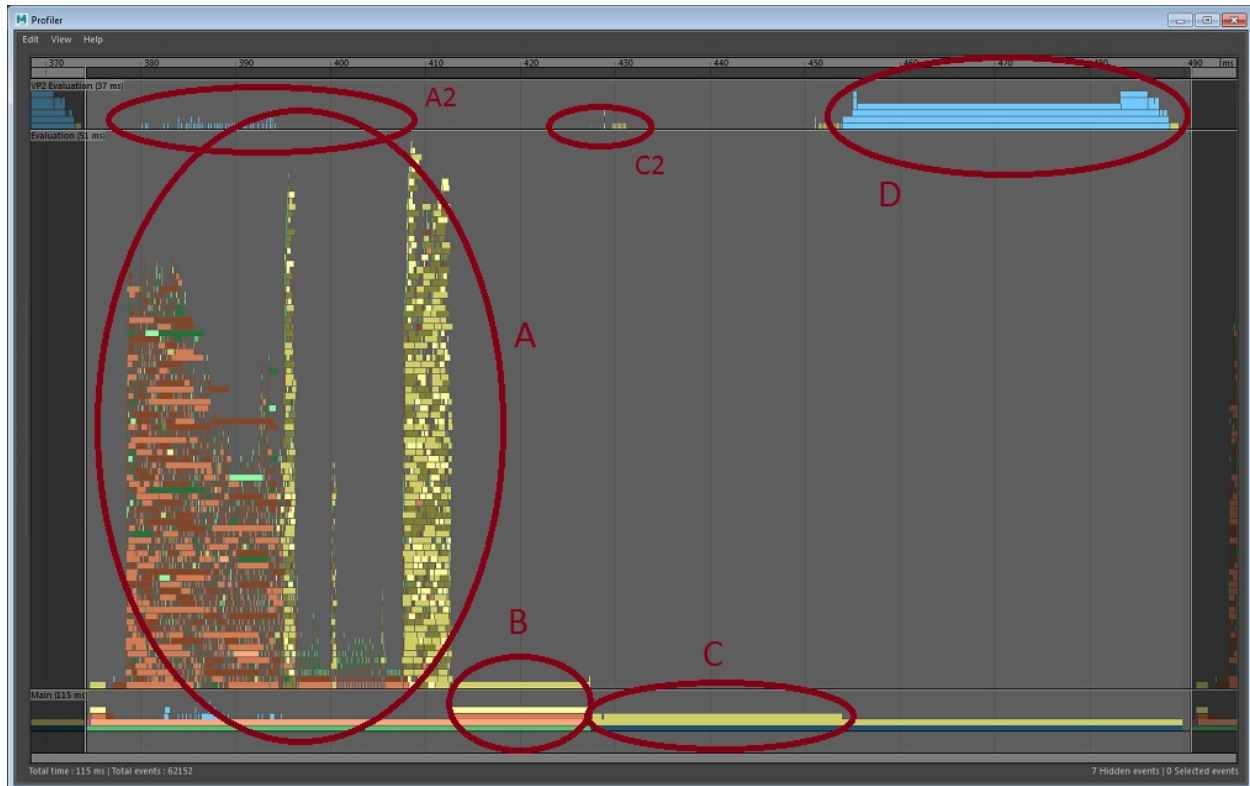 Profiler
Edit View Help
370 380 390 400 410 430 440 450 460 470 480 490 ms
VP2 Evaluation (37 ms)
A2
C2
D
Evaluation (51 ms)
A
B
C
Main (115 ms)
Total time : 115 ms | Total events : 62152
7 Hidden events | 0 Selected events